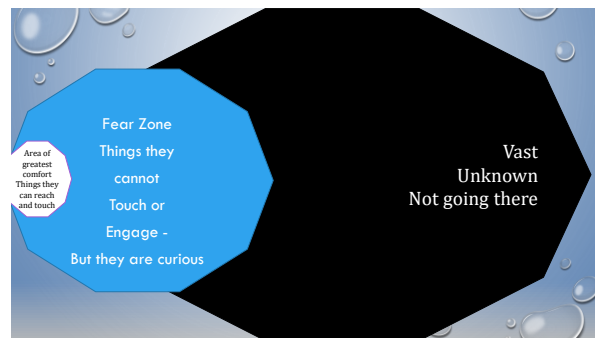 Area of
greatest
comfort
Things they
can reach
and touch
Fear Zone
Things they
cannot
Touch or
Engage -
But they are curious
Vast
Unknown
Not going there